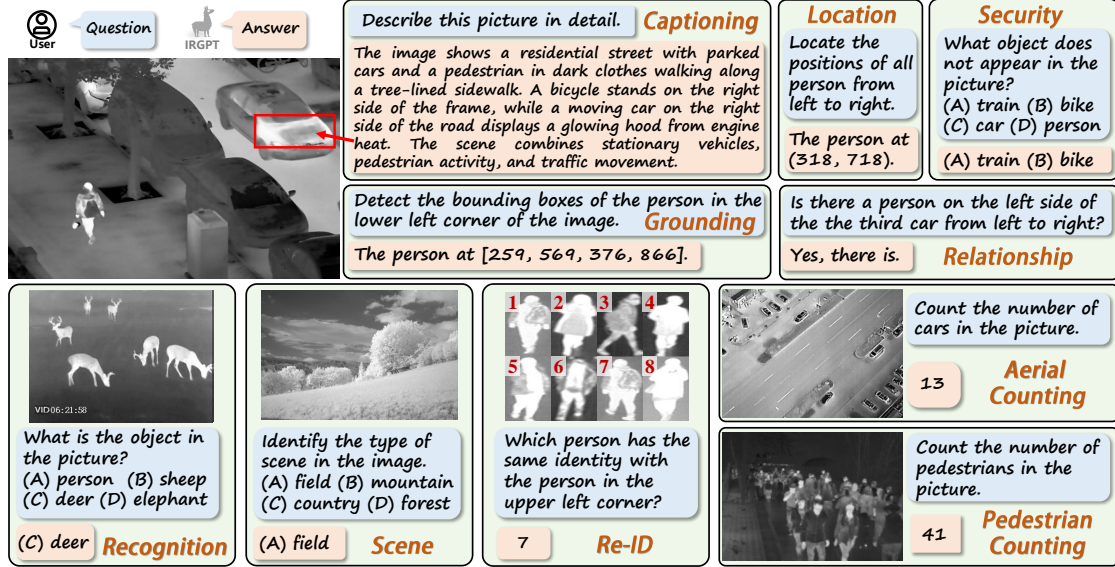 User
Question
IRGPT
Answer
Describe this picture in detail.
Captioning
The image shows a residential street with parked
cars and a pedestrian in dark clothes walking along
a tree-lined sidewalk. A bicycle stands on the right
side of the frame, while a moving car on the right
side of the road displays a glowing hood from engine
heat. The scene combines stationary vehicles,
pedestrian activity, and traffic movement.
Location
Locate the
positions of all
person from
left to right.
The person at
(318, 718).
Security
What object does
not appear in the
picture?
(A) train (B) bike
(C) car (D) person
(A) train (B) bike
Detect the bounding boxes of the person in the
lower left corner of the image.
Grounding
The person at [259, 569, 376, 866].
Is there a person on the left side of
the the third car from left to right?
Yes, there is.
Relationship
VID06:21:58
What is the object in
the picture?
(A) person (B) sheep
(C) deer (D) elephant
(C) deer
Recognition
Identify the type of
scene in the image.
(A) field (B) mountain
(C) country (D) forest
(A) field
Scene
1 2 3 4
5 6 7 8
Which person has the
same identity with
the person in the
upper left corner?
7
Re-ID
Count the number of
cars in the picture.
13
Aerial
Counting
Count the number of
pedestrians in the
picture.
41
Pedestrian
Counting